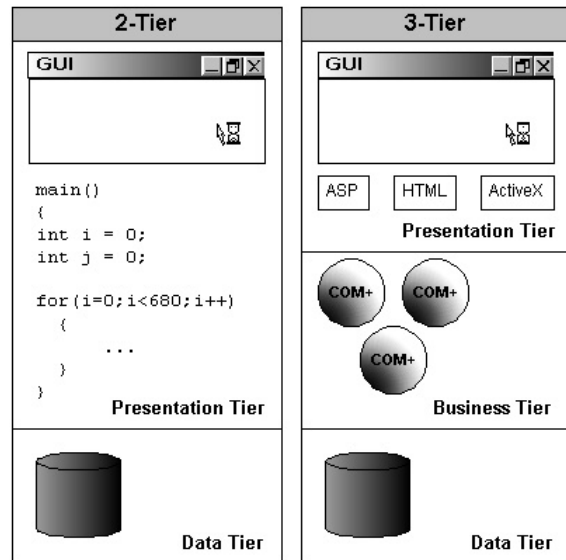 2-Tier
GUI
main()
{
int i = 0;
int j = 0;
for(i=0;i<680;i++)
{
...
}
}
Presentation Tier
Data Tier
3-Tier
GUI
ASP HTML ActiveX
Presentation Tier
COM+ COM+
COM+
Business Tier
Data Tier